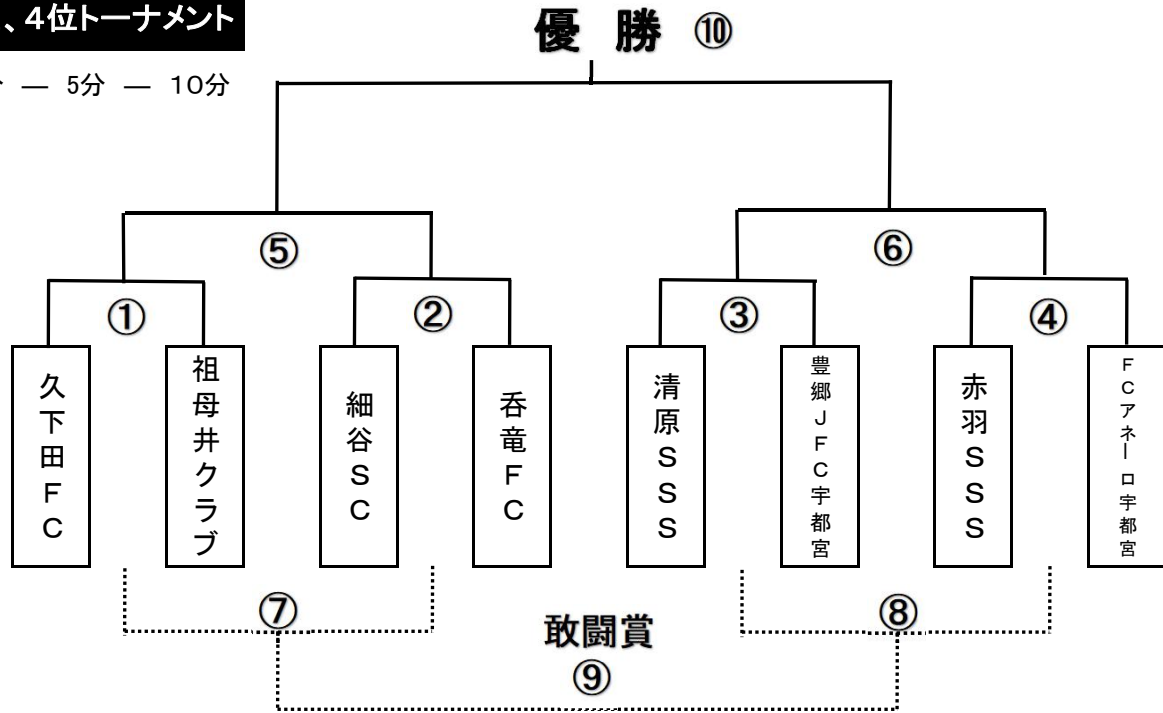 、4位トーナメント
優 勝 ⑩
― 5分 ― 10分
⑤
⑥
①
②
③
④
久下田FC
祖母井クラブ
細谷SC
呑竜FC
清原SSS
豊郷JFC宇都宮
赤羽SSS
FCアネーロ宇都宮
⑦
⑧
敢闘賞
⑨